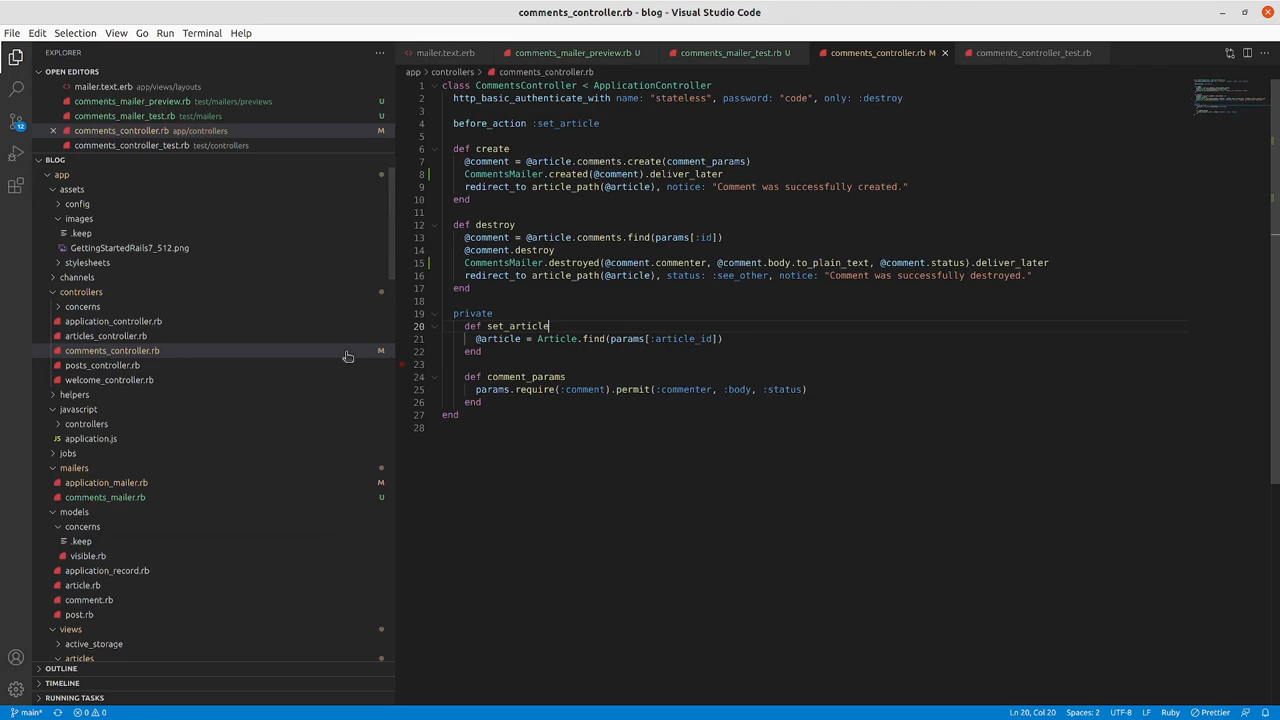 comments_controller.rb - blog - Visual Studio Code
File Edit Selection View Go Run Terminal Help
EXPLORER
OPEN EDITORS
mailer.text.erb app/views/layouts
comments_mailer_preview.rb test/mailers/previews U
comments_mailer_test.rb test/mailers U
comments_controller.rb app/controllers M
comments_controller_test.rb test/controllers
BLOG
app
assets
config
images
.keep
GettingStartedRails7_512.png
stylesheets
channels
controllers
concerns
application_controller.rb
articles_controller.rb
comments_controller.rb M
posts_controller.rb
welcome_controller.rb
helpers
javascript
controllers
JS application.js
jobs
mailers
application_mailer.rb M
comments_mailer.rb U
models
concerns
.keep
visible.rb
application_record.rb
article.rb
comment.rb
post.rb
views
active_storage
articles
OUTLINE
TIMELINE
RUNNING TASKS
12
mailer.text.erb comments_mailer_preview.rb U comments_mailer_test.rb U comments_controller.rb M comments_controller_test.rb
app > controllers > comments_controller.rb
1 class CommentsController < ApplicationController
2 http_basic_authenticate_with name: "stateless", password: "code", only: :destroy
3
4 before_action :set_article
5
6 def create
7 @comment = @article.comments.create(comment_params)
8 CommentsMailer.created(@comment).deliver_later
9 redirect_to article_path(@article), notice: "Comment was successfully created."
10 end
11
12 def destroy
13 @comment = @article.comments.find(params[:id])
14 @comment.destroy
15 CommentsMailer.destroyed(@comment.commenter, @comment.body.to_plain_text, @comment.status).deliver_later
16 redirect_to article_path(@article), status: :see_other, notice: "Comment was successfully destroyed."
17 end
18
19 private
20 def set_article
21 @article = Article.find(params[:article_id])
22 end
23
24 def comment_params
25 params.require(:comment).permit(:commenter, :body, :status)
26 end
27 end
28
main* 0 0 Ln 20, Col 20 Spaces: 2 UTF-8 LF Ruby Prettier